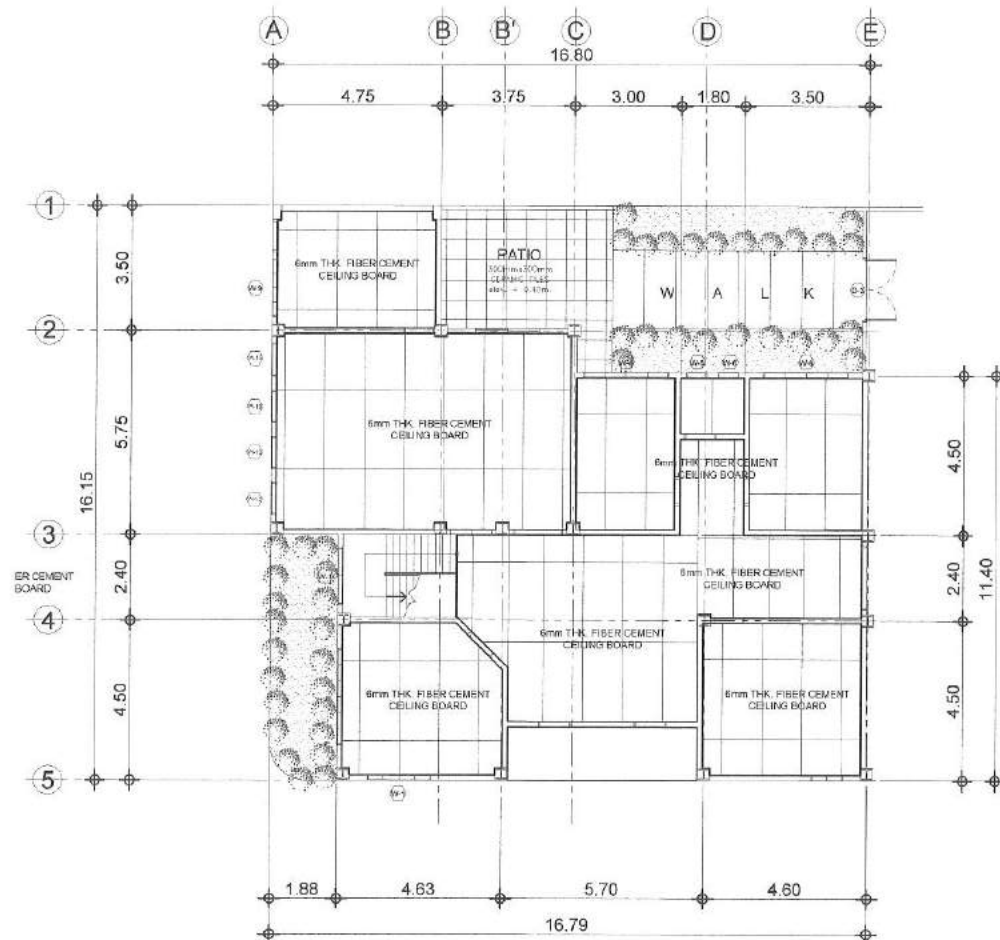 A B B' C D E
16.80
4.75 3.75 3.00 1.80 3.50
1
3.50
6mm THK. FIBER CEMENT
CEILING BOARD
PATIO
300mmx300mm
CERAMIC TILES
W A L K
2
5.75
16.15
6mm THK. FIBER CEMENT
CEILING BOARD
6mm THK. FIBER CEMENT
CEILING BOARD
4.50
3
ER CEMENT
BOARD
2.40
6mm THK. FIBER CEMENT
CEILING BOARD
2.40
11.40
4
6mm THK. FIBER CEMENT
CEILING BOARD
4.50
6mm THK. FIBER CEMENT
CEILING BOARD
6mm THK. FIBER CEMENT
CEILING BOARD
4.50
5
W-1
1.88 4.63 5.70 4.60
16.79